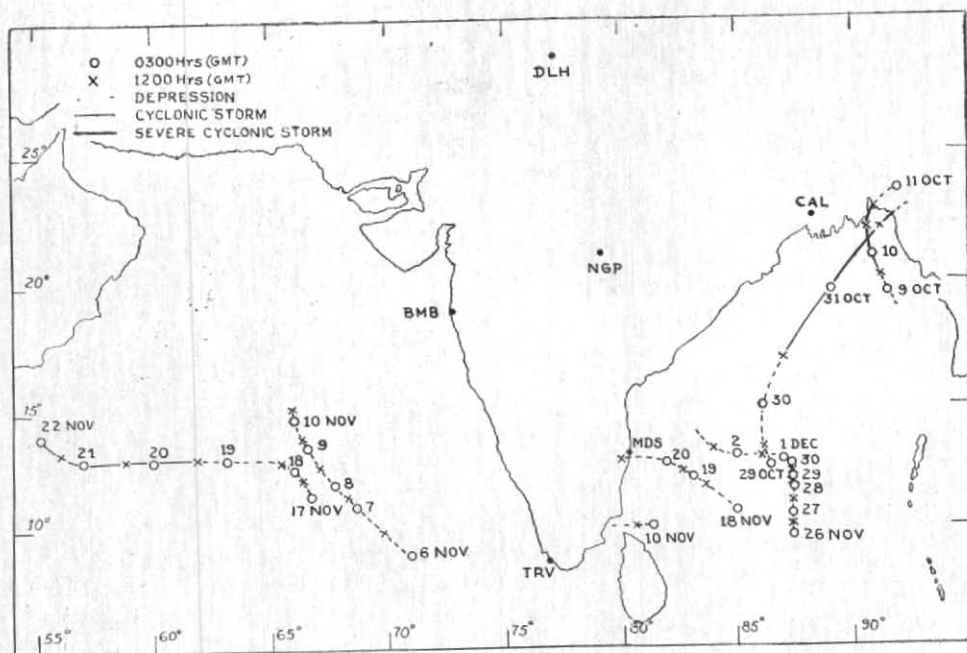 O 0300 Hrs (GMT)
× 1200 Hrs (GMT)
DEPRESSION
CYCLONIC STORM
SEVERE CYCLONIC STORM
DLH
25°
11 OCT
CAL
NGP
10
20°
31 OCT
9 OCT
BMB
15°
30
22 NOV
10 NOV
MDS
2
1 DEC
21
20
19
18
9
20
19
29 OCT
30
29
28
8
17 NOV
7
18 NOV
27
10°
6 NOV
10 NOV
26 NOV
TRV
55°
60°
65°
70°
75°
80°
85°
90°